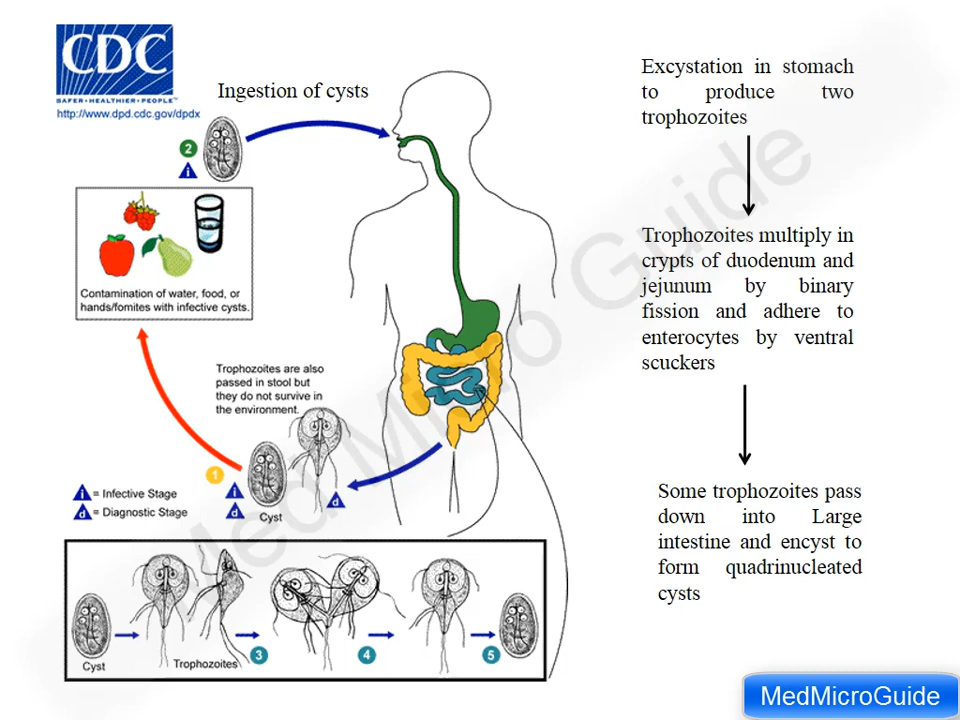 CDC
SAFER • HEALTHIER • PEOPLE™
http://www.dpd.cdc.gov/dpdx
Ingestion of cysts
2
i
Contamination of water, food, or
hands/fomites with infective cysts.
Trophozoites are also
passed in stool but
they do not survive in
the environment.
1
i
d
Cyst
d
i = Infective Stage
d = Diagnostic Stage
Cyst
Trophozoites
3
4
5
Excystation in stomach
to produce two
trophozoites
Trophozoites multiply in
crypts of duodenum and
jejunum by binary
fission and adhere to
enterocytes by ventral
scuckers
Some trophozoites pass
down into Large
intestine and encyst to
form quadrinucleated
cysts
Med Micro Guide
MedMicroGuide